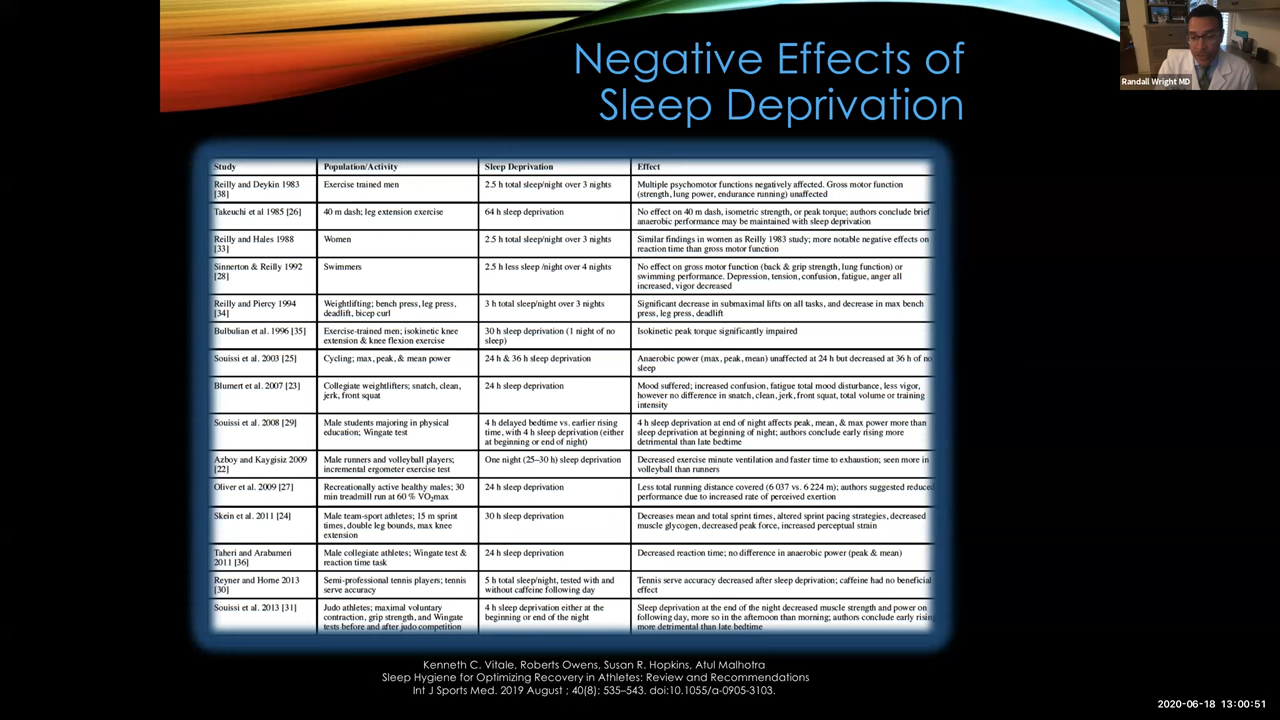 Negative Effects of
Sleep Deprivation
Randall Wright MD
Study Population/Activity Sleep Deprivation Effect
Reilly and Deykin 1983 [38] Exercise trained men 2.5 h total sleep/night over 3 nights Multiple psychomotor functions negatively affected. Gross motor function (strength, lung power, endurance running) unaffected
Takeuchi et al 1985 [26] 40 m dash; leg extension exercise 64 h sleep deprivation No effect on 40 m dash, isometric strength, or peak torque; authors conclude brief anaerobic performance may be maintained with sleep deprivation
Reilly and Hales 1988 [33] Women 2.5 h total sleep/night over 3 nights Similar findings in women as Reilly 1983 study; more notable negative effects on reaction time than gross motor function
Sinnerton & Reilly 1992 [28] Swimmers 2.5 h less sleep /night over 4 nights No effect on gross motor function (back & grip strength, lung function) or swimming performance. Depression, tension, confusion, fatigue, anger all increased, vigor decreased
Reilly and Piercy 1994 [34] Weightlifting; bench press, leg press, deadlift, bicep curl 3 h total sleep/night over 3 nights Significant decrease in submaximal lifts on all tasks, and decrease in max bench press, leg press, deadlift
Bulbulian et al. 1996 [35] Exercise-trained men; isokinetic knee extension & knee flexion exercise 30 h sleep deprivation (1 night of no sleep) Isokinetic peak torque significantly impaired
Souissi et al. 2003 [25] Cycling; max, peak, & mean power 24 h & 36 h sleep deprivation Anaerobic power (max, peak, mean) unaffected at 24 h but decreased at 36 h of no sleep
Blumert et al. 2007 [23] Collegiate weightlifters; snatch, clean, jerk, front squat 24 h sleep deprivation Mood suffered; increased confusion, fatigue total mood disturbance, less vigor, however no difference in snatch, clean, jerk, front squat, total volume or training intensity
Souissi et al. 2008 [29] Male students majoring in physical education; Wingate test 4 h delayed bedtime vs. earlier rising time, with 4 h sleep deprivation (either at beginning or end of night) 4 h sleep deprivation at end of night affects peak, mean, & max power more than sleep deprivation at beginning of night; authors conclude early rising more detrimental than late bedtime
Azboy and Kaygisiz 2009 [22] Male runners and volleyball players; incremental ergometer exercise test One night (25–30 h) sleep deprivation Decreased exercise minute ventilation and faster time to exhaustion; seen more in volleyball than runners
Oliver et al. 2009 [27] Recreationally active healthy males; 30 min treadmill run at 60 % VO2max 24 h sleep deprivation Less total running distance covered (6 037 vs. 6 224 m); authors suggested reduced performance due to increased rate of perceived exertion
Skein et al. 2011 [24] Male team-sport athletes; 15 m sprint times, double leg bounds, max knee extension 30 h sleep deprivation Decreases mean and total sprint times, altered sprint pacing strategies, decreased muscle glycogen, decreased peak force, increased perceptual strain
Taheri and Arabameri 2011 [36] Male collegiate athletes; Wingate test & reaction time task 24 h sleep deprivation Decreased reaction time; no difference in anaerobic power (peak & mean)
Reyner and Horne 2013 [30] Semi-professional tennis players; tennis serve accuracy 5 h total sleep/night, tested with and without caffeine following day Tennis serve accuracy decreased after sleep deprivation; caffeine had no beneficial effect
Souissi et al. 2013 [31] Judo athletes; maximal voluntary contraction, grip strength, and Wingate tests before and after judo competition 4 h sleep deprivation either at the beginning or end of the night Sleep deprivation at the end of the night decreased muscle strength and power on following day, more so in the afternoon than morning; authors conclude early rising more detrimental than late bedtime
Kenneth C. Vitale, Roberts Owens, Susan R. Hopkins, Atul Malhotra
Sleep Hygiene for Optimizing Recovery in Athletes: Review and Recommendations
Int J Sports Med. 2019 August ; 40(8): 535–543. doi:10.1055/a-0905-3103.
2020-06-18 13:00:51